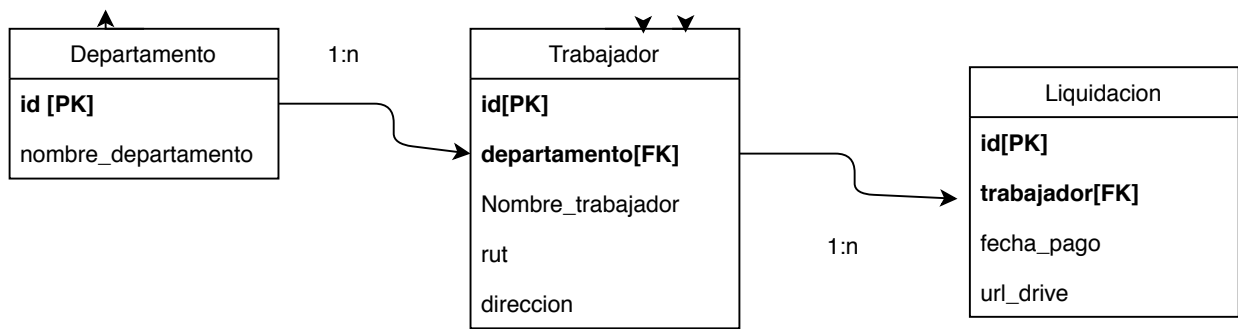 Departamento
id [PK]
nombre_departamento
1:n
Trabajador
id[PK]
departamento[FK]
Nombre_trabajador
rut
direccion
1:n
Liquidacion
id[PK]
trabajador[FK]
fecha_pago
url_drive